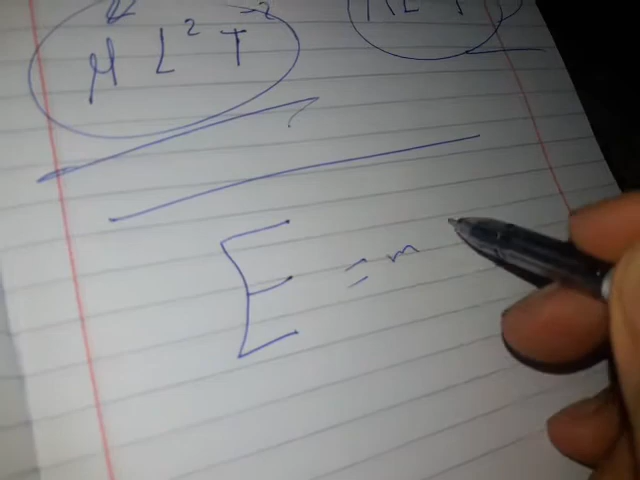 M L² T⁻²
E = m